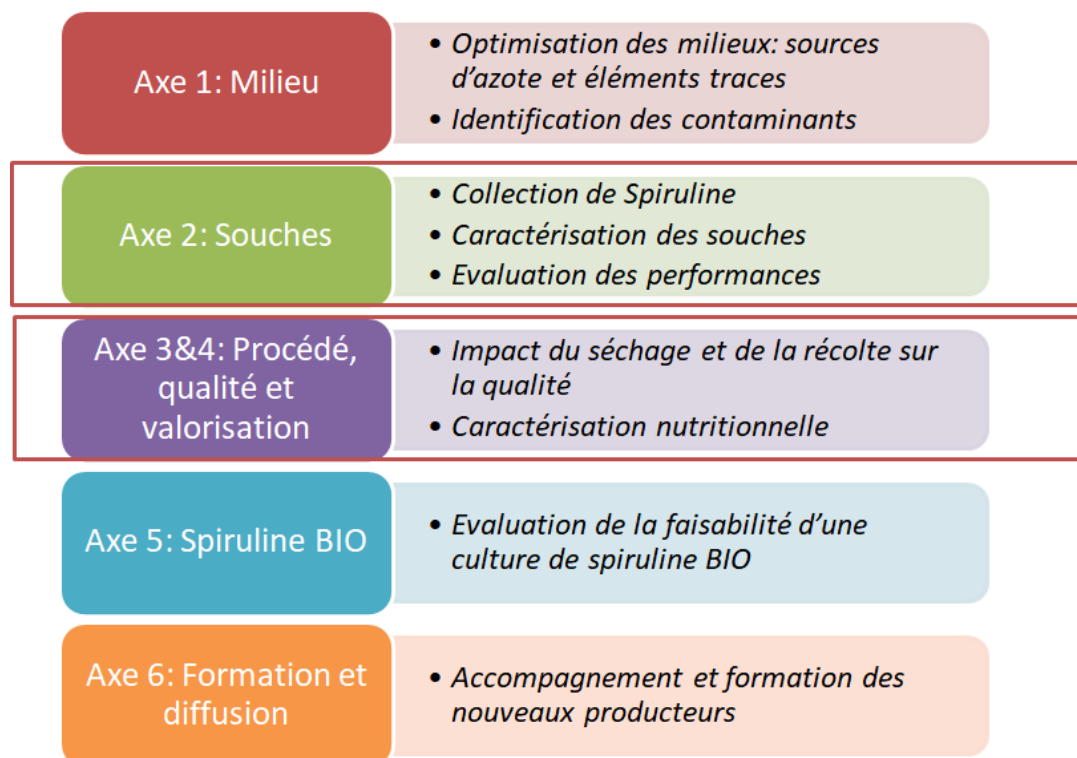 Axe 1: Milieu
• Optimisation des milieux: sources
d'azote et éléments traces
• Identification des contaminants
Axe 2: Souches
• Collection de Spiruline
• Caractérisation des souches
• Evaluation des performances
Axe 3&4: Procédé,
qualité et
valorisation
• Impact du séchage et de la récolte sur
la qualité
• Caractérisation nutritionnelle
Axe 5: Spiruline BIO
• Evaluation de la faisabilité d'une
culture de spiruline BIO
Axe 6: Formation et
diffusion
• Accompagnement et formation des
nouveaux producteurs